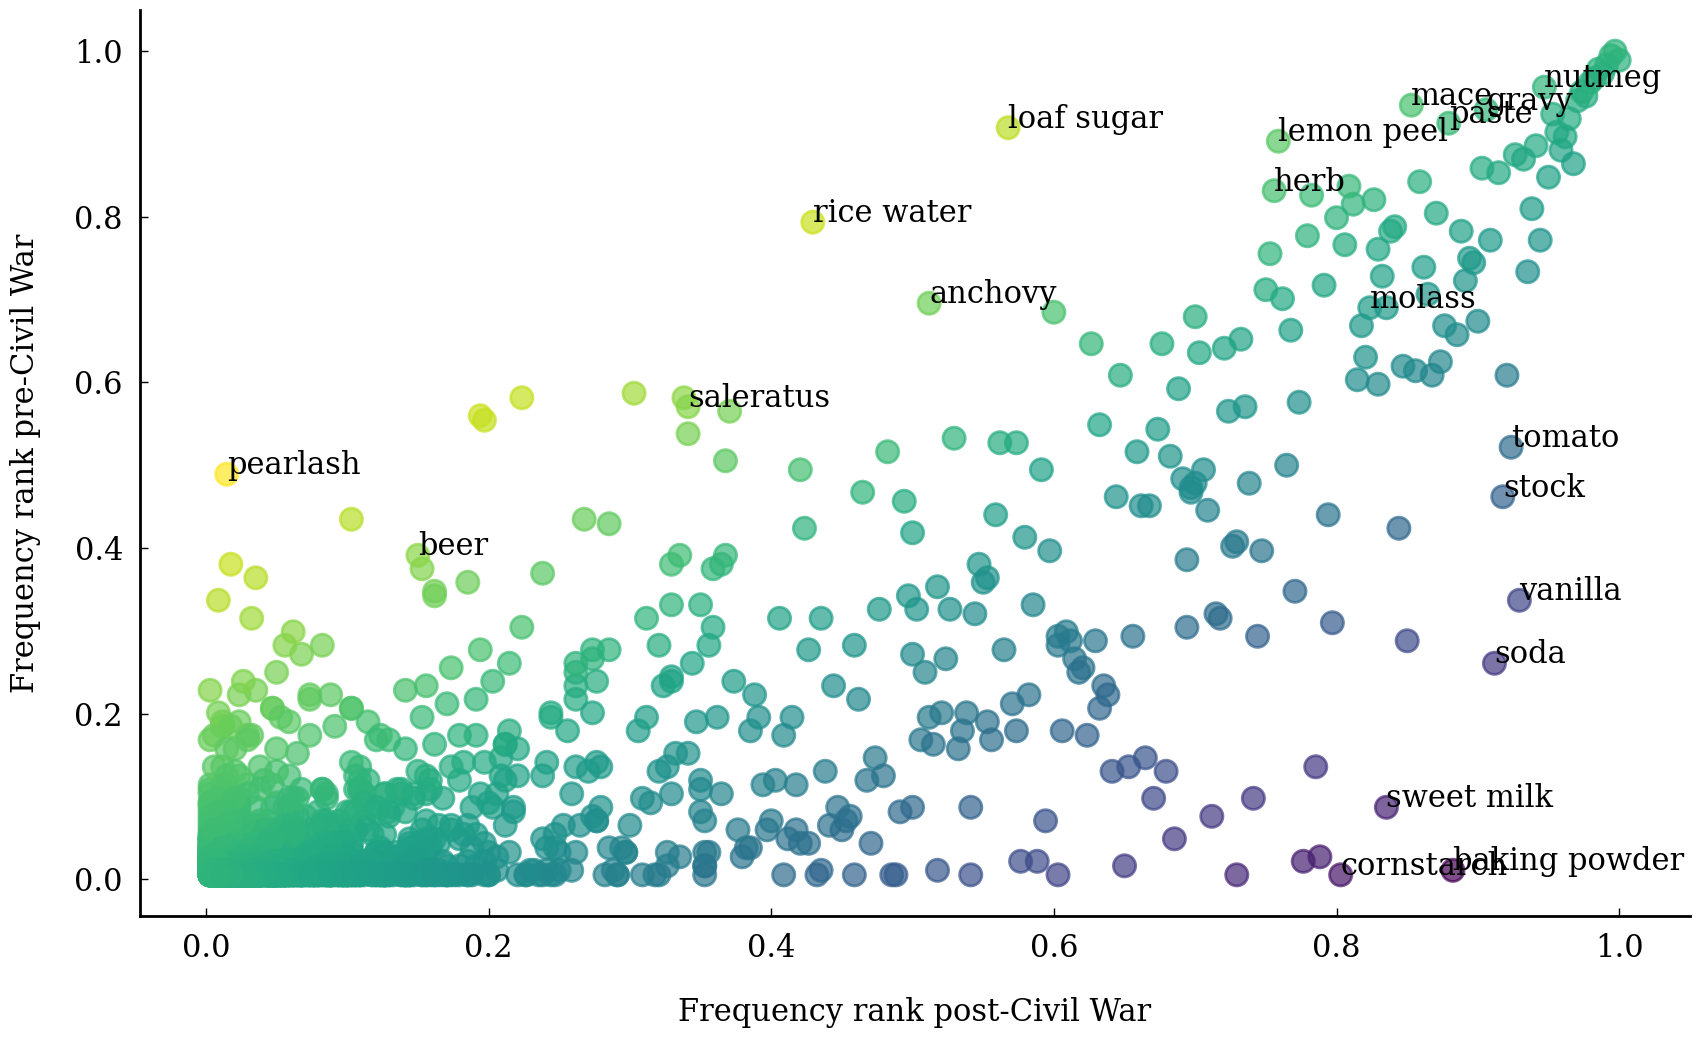 1.0
0.8
0.6
0.4
0.2
0.0
Frequency rank pre-Civil War
nutmeg
mace
gravy
paste
loaf sugar
lemon peel
herb
rice water
anchovy
molass
saleratus
tomato
pearlash
stock
beer
vanilla
soda
sweet milk
cornstarch
baking powder
0.0
0.2
0.4
0.6
0.8
1.0
Frequency rank post-Civil War